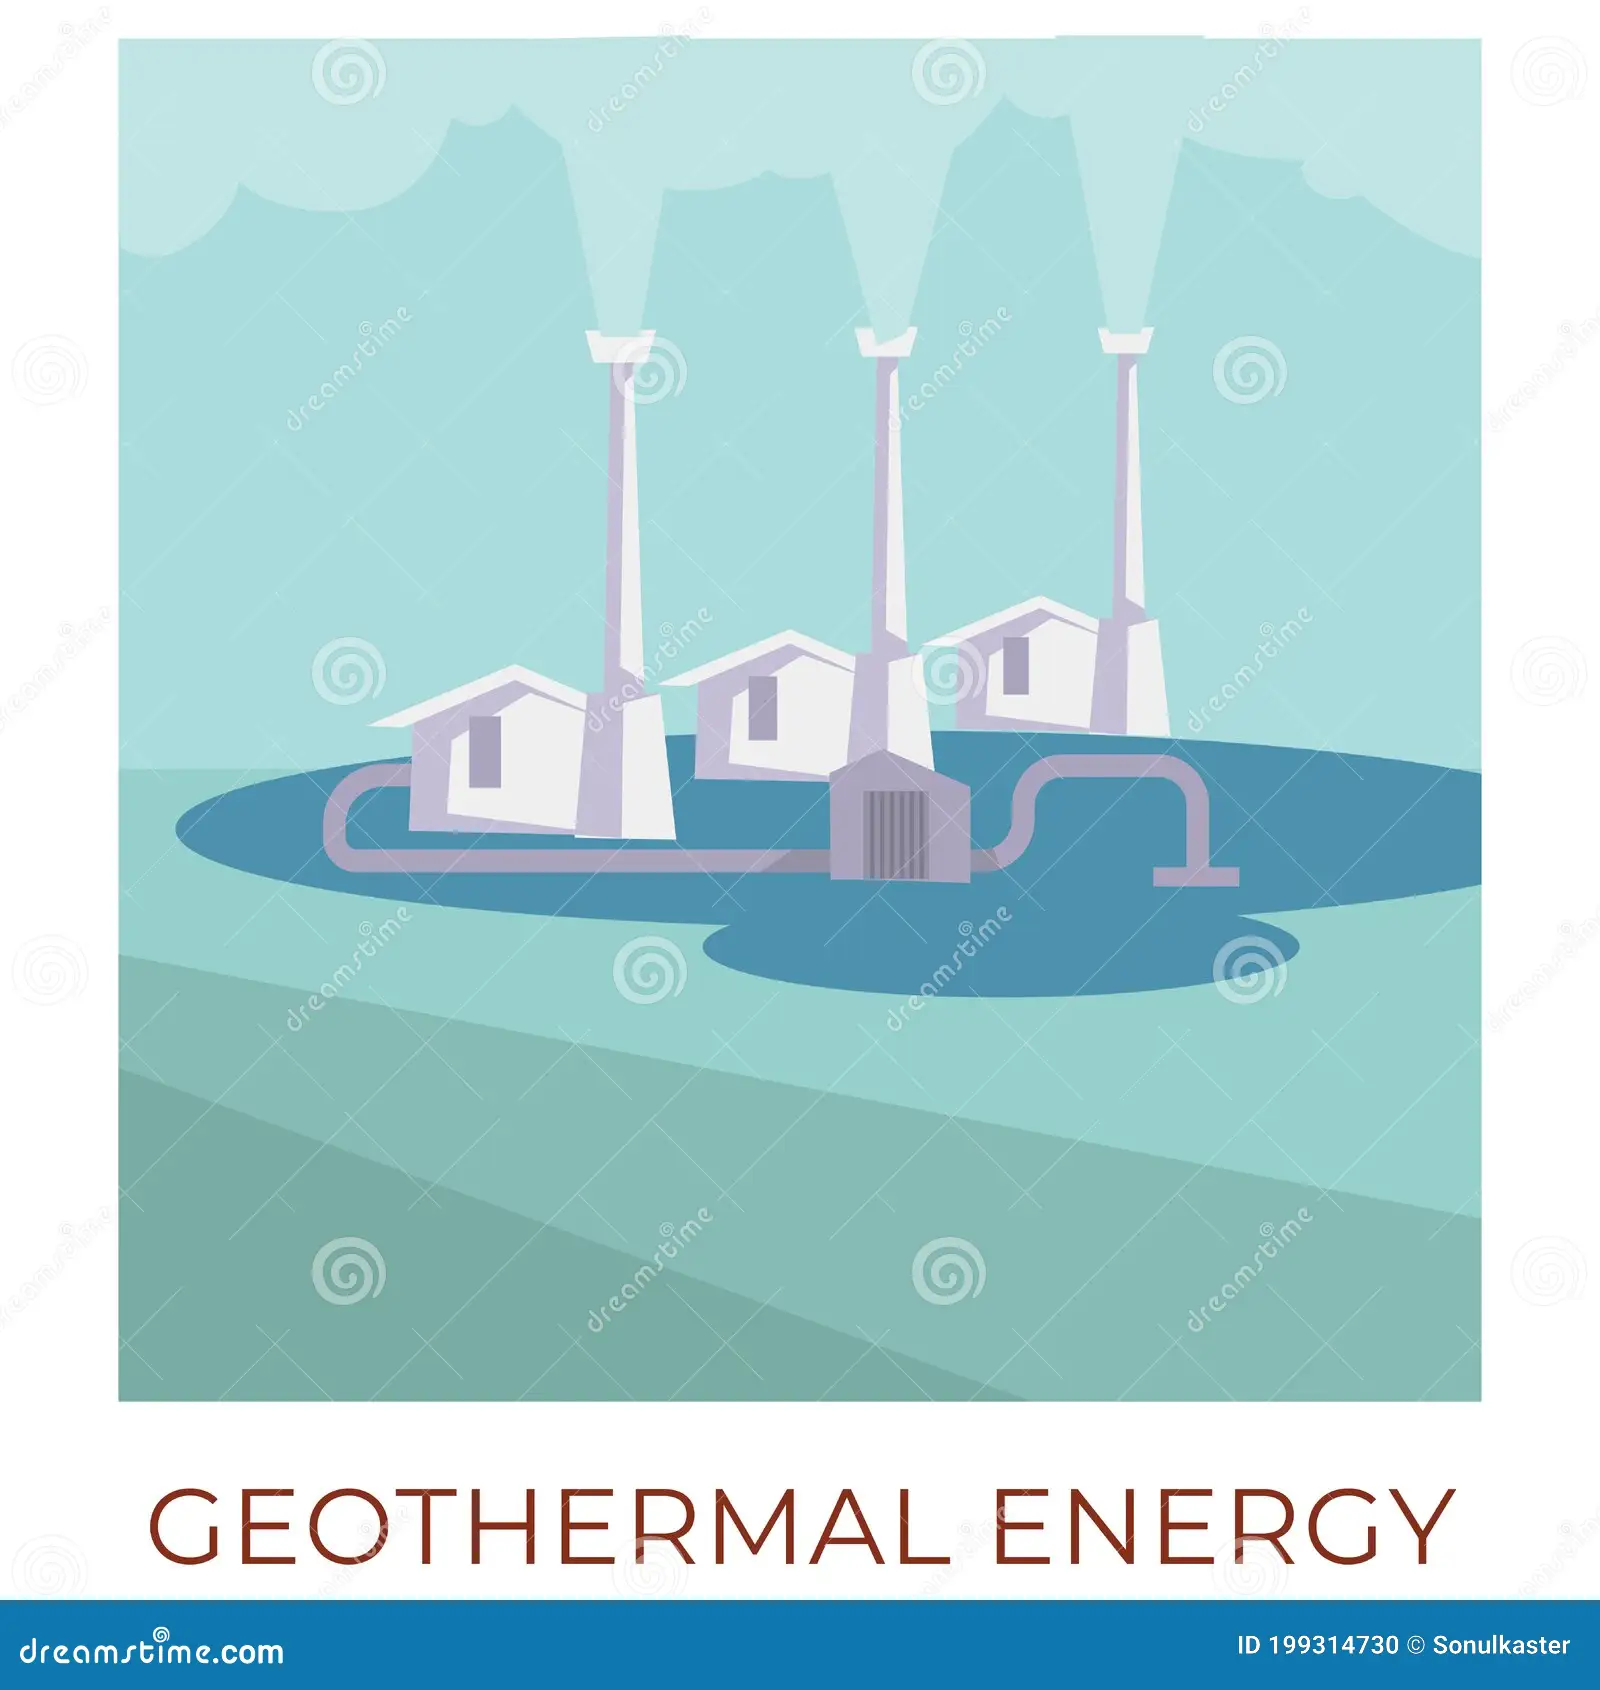 GEOTHERMAL ENERGY
dreamstime.com
ID 199314730 © Sonulkaster